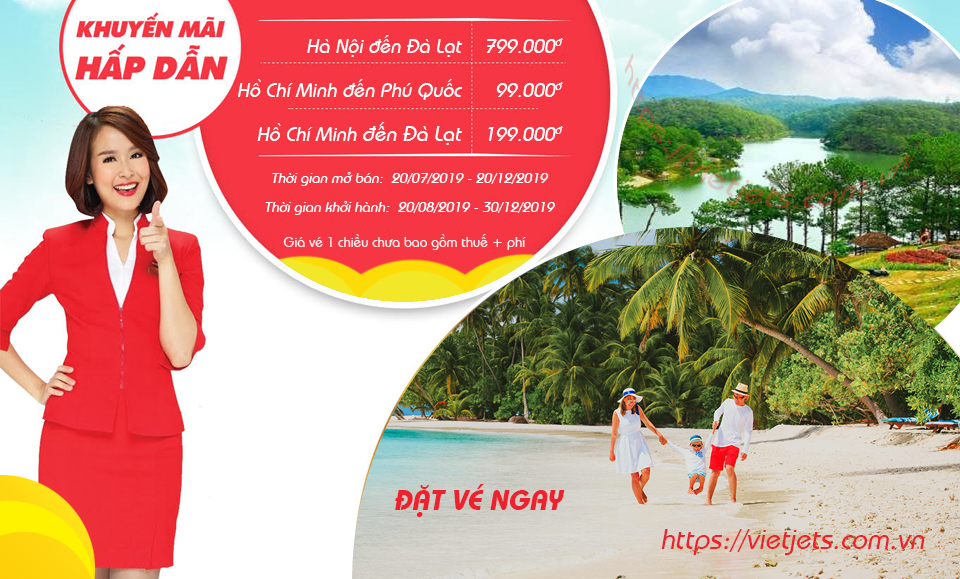 KHUYẾN MÃI
HẤP DẪN
Hà Nội đến Đà Lạt 799.000đ
Hồ Chí Minh đến Phú Quốc 99.000đ
Hồ Chí Minh đến Đà Lạt 199.000đ
Thời gian mở bán: 20/07/2019 - 20/12/2019
Thời gian khởi hành: 20/08/2019 - 30/12/2019
Giá vé 1 chiều chưa bao gồm thuế + phí
ĐẶT VÉ NGAY
https://vietjets.com.vn